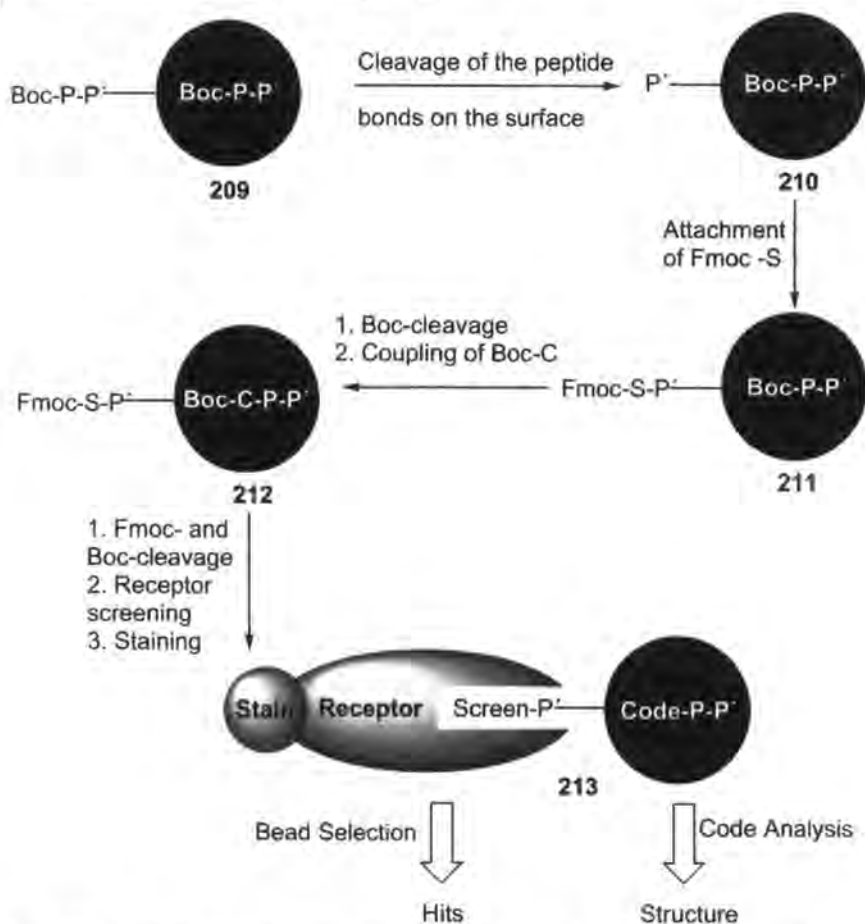 Boc-P-P´
Boc-P-P
209
Cleavage of the peptide
bonds on the surface
P´
Boc-P-P´
210
Attachment
of Fmoc -S
Fmoc-S-P´
Boc-P-P´
211
1. Boc-cleavage
2. Coupling of Boc-C
Fmoc-S-P´
Boc-C-P-P´
212
1. Fmoc- and
Boc-cleavage
2. Receptor
screening
3. Staining
Stain
Receptor
Screen-P´
Code-P-P´
213
Bead Selection
Code Analysis
Hits
Structure